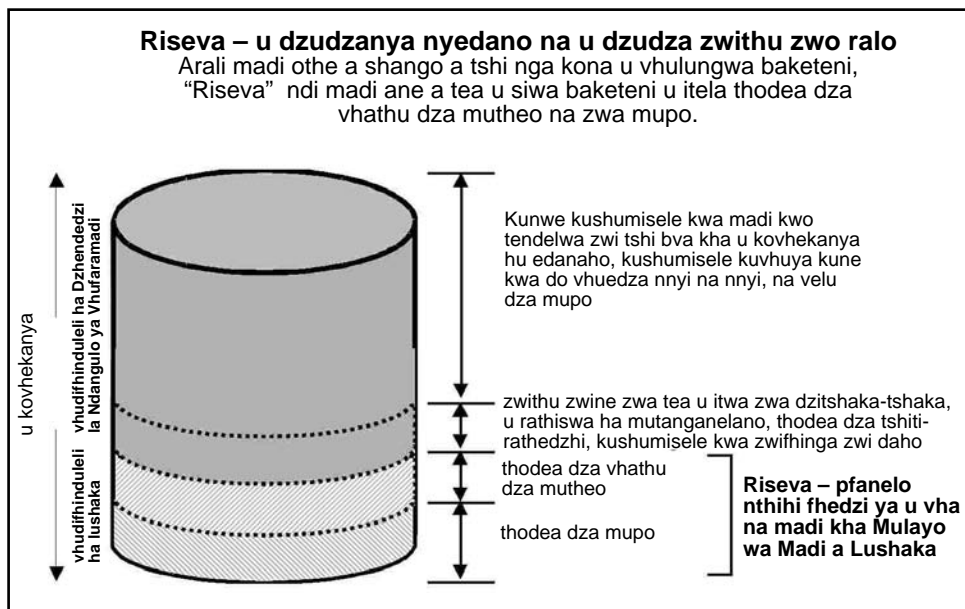 Riseva – u dzudzanya nyedano na u dzudza zwithu zwo ralo
Arali madi othe a shango a tshi nga kona u vhulungwa baketeni,
“Riseva” ndi madi ane a tea u siwa baketeni u itela thodea dza
vhathu dza mutheo na zwa mupo.
u kovhekanya
vhudifhinduleli ha Dzhendedzi
la Ndangulo ya Vhufaramadi
vhudifhinduleli
ha lushaka
Kunwe kushumisele kwa madi kwo
tendelwa zwi tshi bva kha u kovhekanya
hu edanaho, kushumisele kuvhuya kune
kwa do vhuedza nnyi na nnyi, na velu
dza mupo
zwithu zwine zwa tea u itwa zwa dzitshaka-tshaka,
u rathiswa ha mutanganelano, thodea dza tshiti-
rathedzhi, kushumisele kwa zwifhinga zwi daho
thodea dza vhathu
dza mutheo
thodea dza mupo
Riseva – pfanelo
nthihi fhedzi ya u vha
na madi kha Mulayo
wa Madi a Lushaka